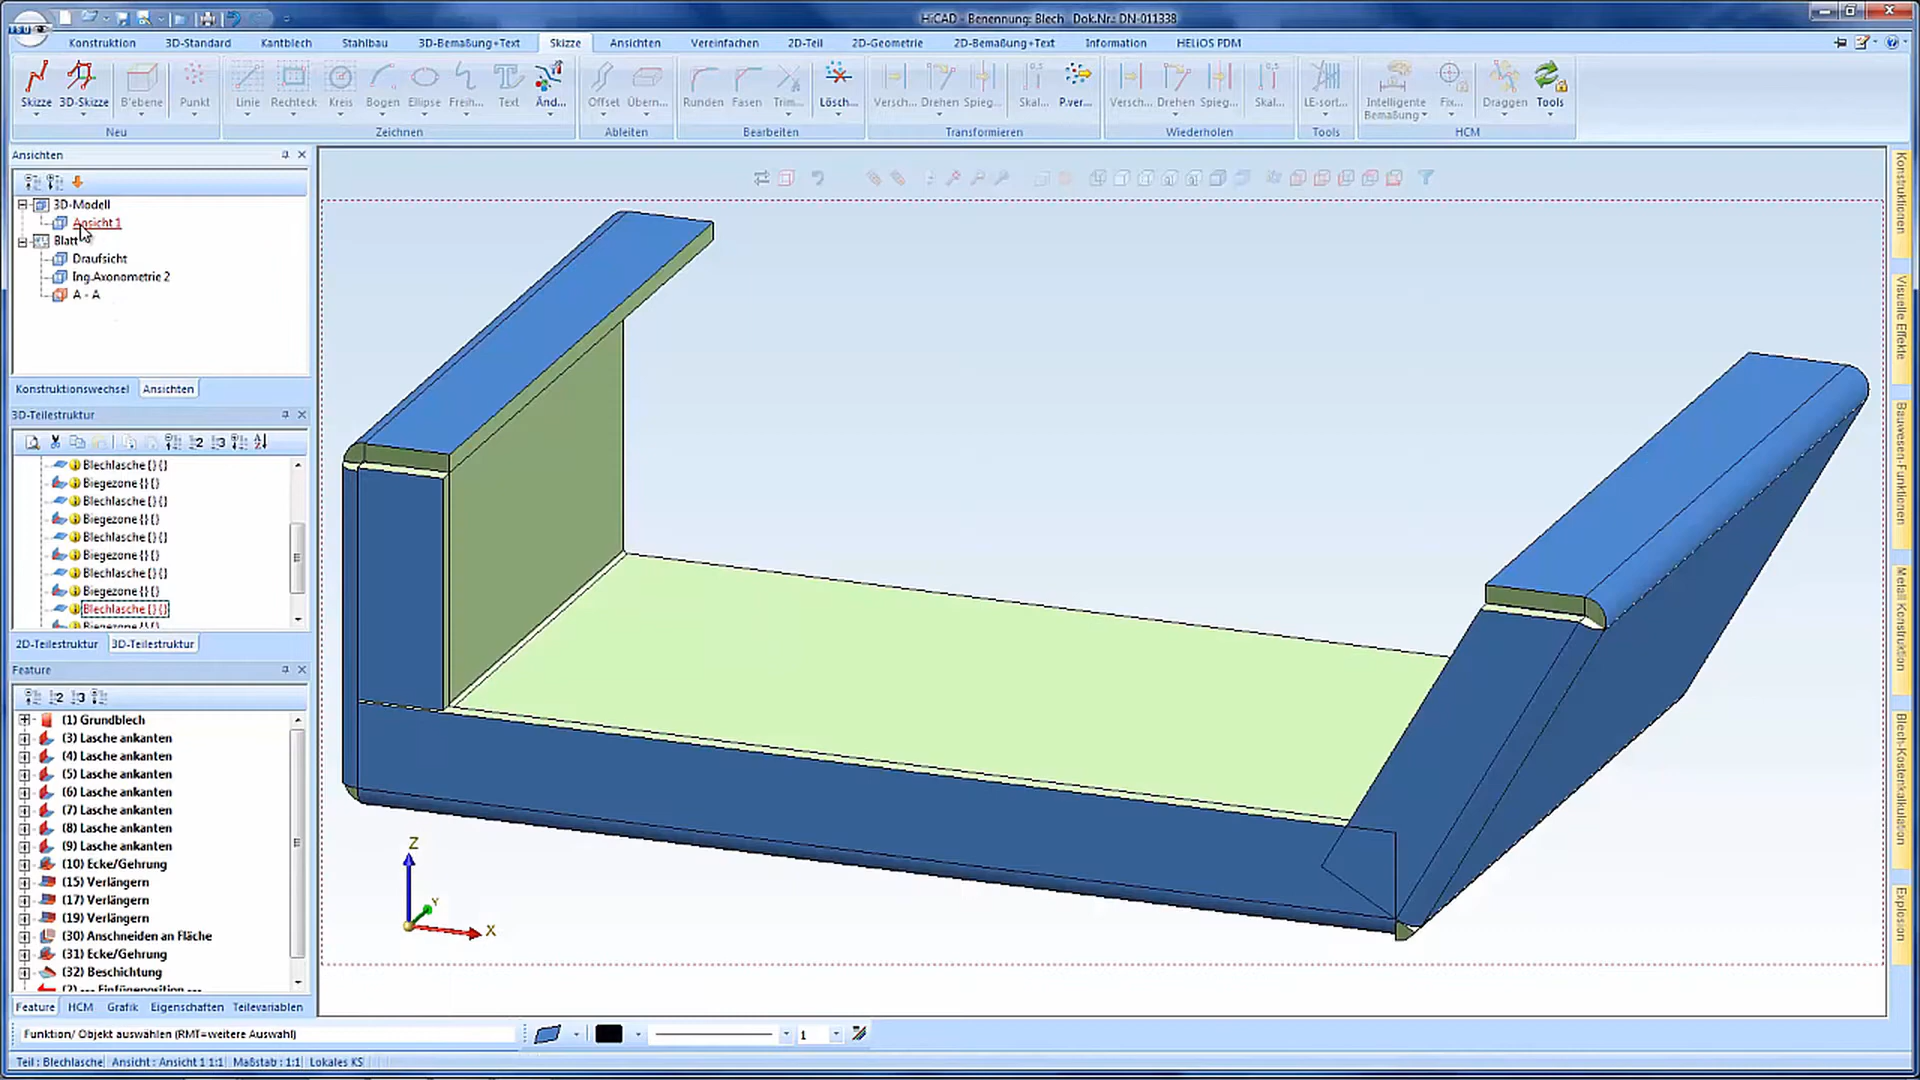 HiCAD - Benennung: Blech Dok.Nr.: DN-011338
Konstruktion 3D-Standard Kantblech Stahlbau 3D-Bemaßung+Text Skizze Ansichten Vereinfachen 2D-Teil 2D-Geometrie 2D-Bemaßung+Text Information HELiOS PDM
Skizze 3D-Skizze B'ebene Punkt Linie Rechteck Kreis Bogen Ellipse Freih... Text Änd... Offset Übern... Runden Fasen Trim... Lösch... Versch... Drehen Spieg... Skal... P.ver... Versch... Drehen Spieg... Skal... LE-sort... Intelligente Bemaßung Fix... Draggen Tools
Neu Zeichnen Ableiten Bearbeiten Transformieren Wiederholen Tools HCM
Ansichten
3D-Modell
Ansicht 1
Blatt
Draufsicht
Ing.Axonometrie 2
A - A
Konstruktionswechsel Ansichten
3D-Teilestruktur
Blechlasche {} {}
Biegezone {} {}
Blechlasche {} {}
Biegezone {} {}
Blechlasche {} {}
Biegezone {} {}
Blechlasche {} {}
Biegezone {} {}
Blechlasche {} {}
Biegezone {} {}
2D-Teilestruktur 3D-Teilestruktur
Feature
(1) Grundblech
(3) Lasche ankanten
(4) Lasche ankanten
(5) Lasche ankanten
(6) Lasche ankanten
(7) Lasche ankanten
(8) Lasche ankanten
(9) Lasche ankanten
(10) Ecke/Gehrung
(15) Verlängern
(17) Verlängern
(19) Verlängern
(30) Anschneiden an Fläche
(31) Ecke/Gehrung
(32) Beschichtung
(2) --- Einfügeposition ---
Feature HCM Grafik Eigenschaften Teilevariablen
Z
Y
X
Konstruktionen
Visuelle Effekte
Bauwesen-Funktionen
Metall Konstruktion
Blech-Kostenkalkulation
Explosion
Funktion/ Objekt auswählen (RMT=weitere Auswahl)
1
Teil : Blechlasche Ansicht : Ansicht 1 1:1 Maßstab : 1:1 Lokales KS